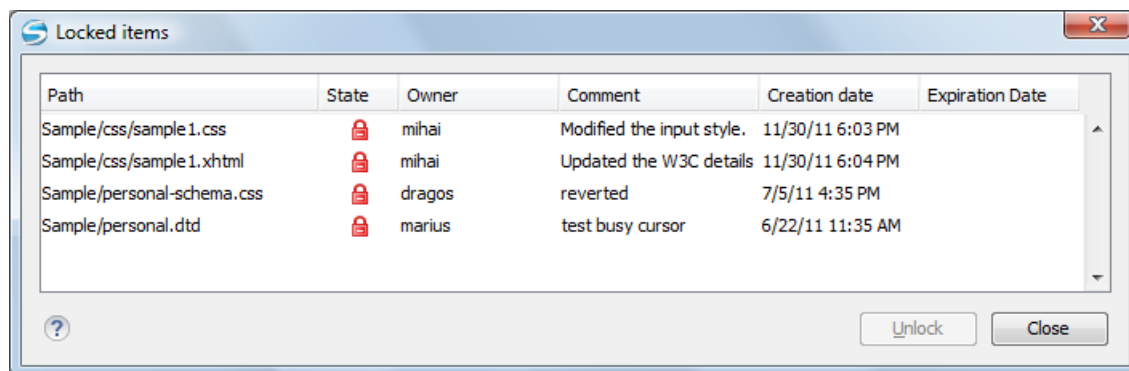 Locked items
Path State Owner Comment Creation date Expiration Date
Sample/css/sample1.css mihai Modified the input style. 11/30/11 6:03 PM
Sample/css/sample1.xhtml mihai Updated the W3C details 11/30/11 6:04 PM
Sample/personal-schema.css dragos reverted 7/5/11 4:35 PM
Sample/personal.dtd marius test busy cursor 6/22/11 11:35 AM
? Unlock Close